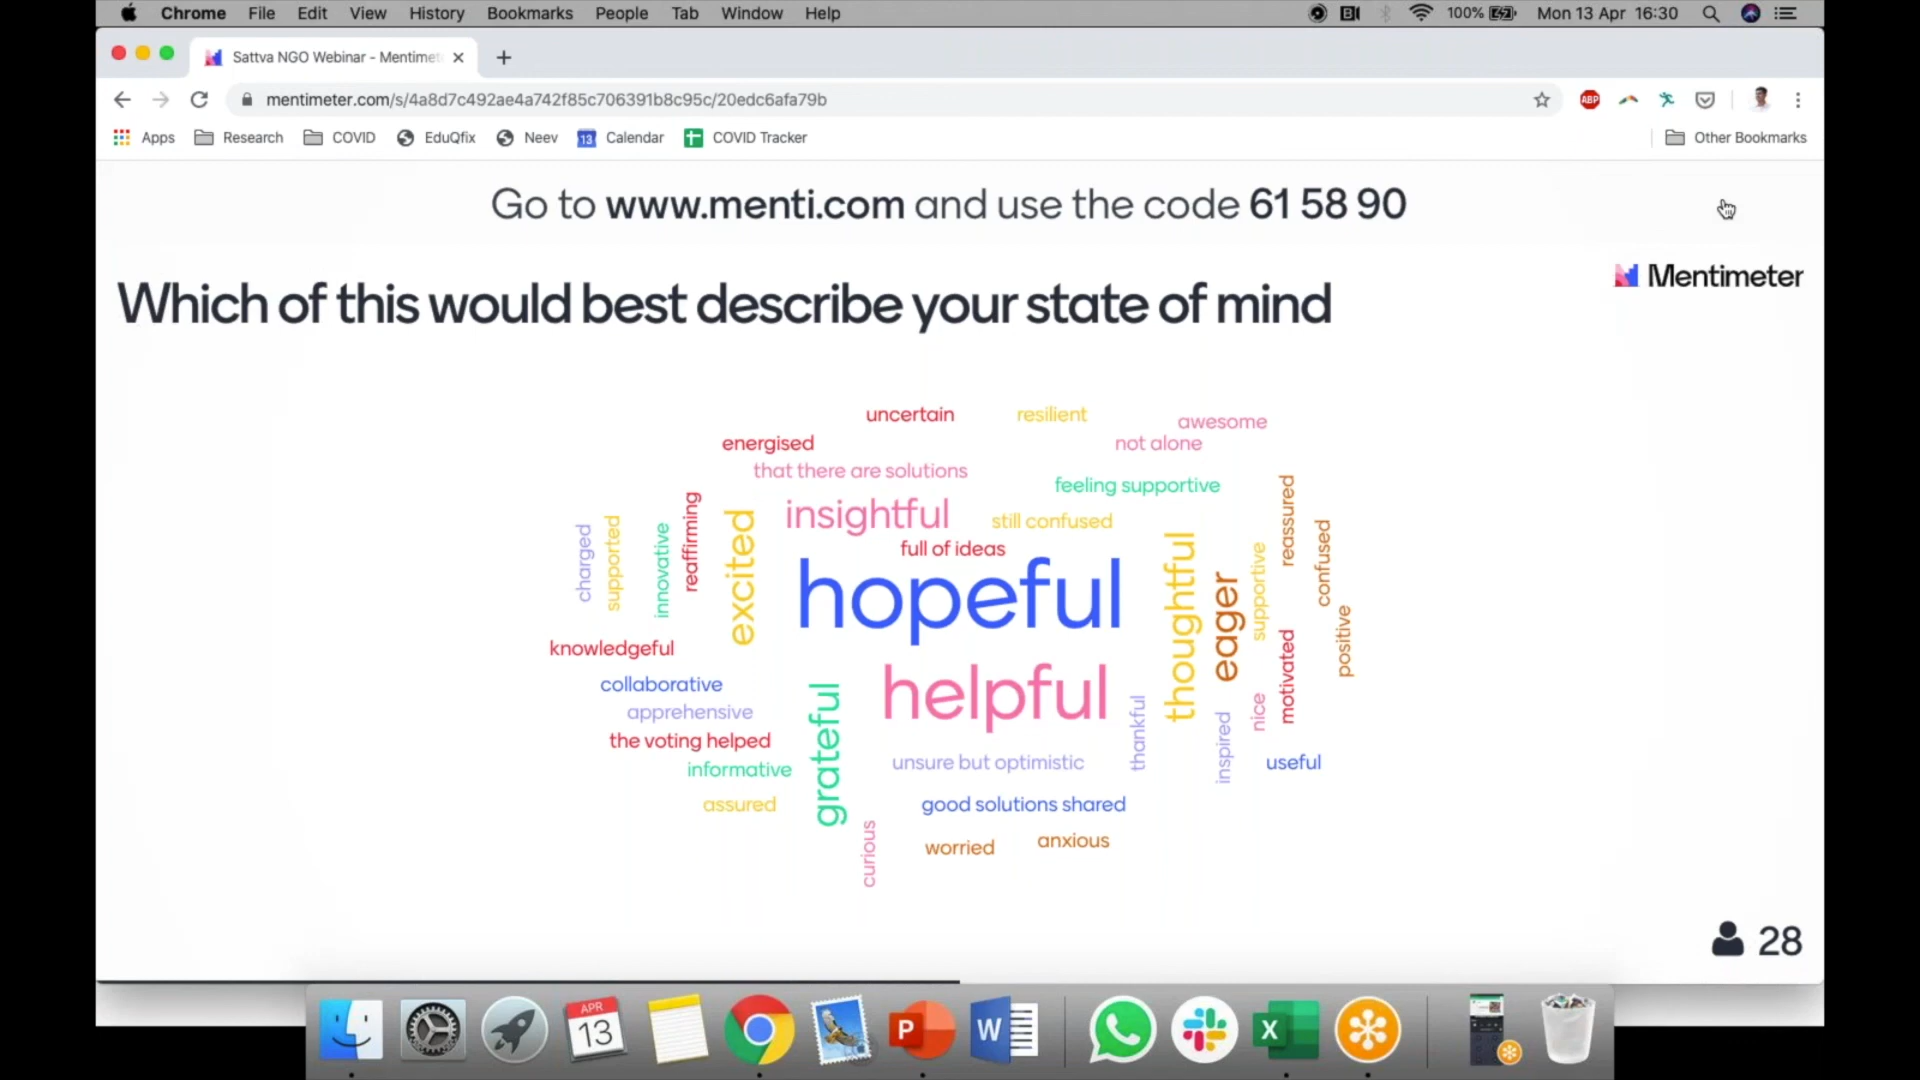 Chrome File Edit View History Bookmarks People Tab Window Help 100% Mon 13 Apr 16:30
Sattva NGO Webinar - Mentimet
mentimeter.com/s/4a8d7c492ae4a742f85c706391b8c95c/20edc6afa79b
ABP
Apps Research COVID EduQfix Neev 13 Calendar COVID Tracker Other Bookmarks
Go to www.menti.com and use the code 61 58 90
Mentimeter
Which of this would best describe your state of mind
uncertain
resilient
awesome
energised
not alone
that there are solutions
feeling supportive
insightful
still confused
full of ideas
charged
supported
innovative
reaffirming
excited
hopeful
thoughtful
eager
supportive
reassured
confused
positive
motivated
nice
knowledgeful
collaborative
apprehensive
the voting helped
informative
assured
grateful
helpful
thankful
inspired
useful
unsure but optimistic
good solutions shared
curious
worried
anxious
28
APR
13
P
W
X